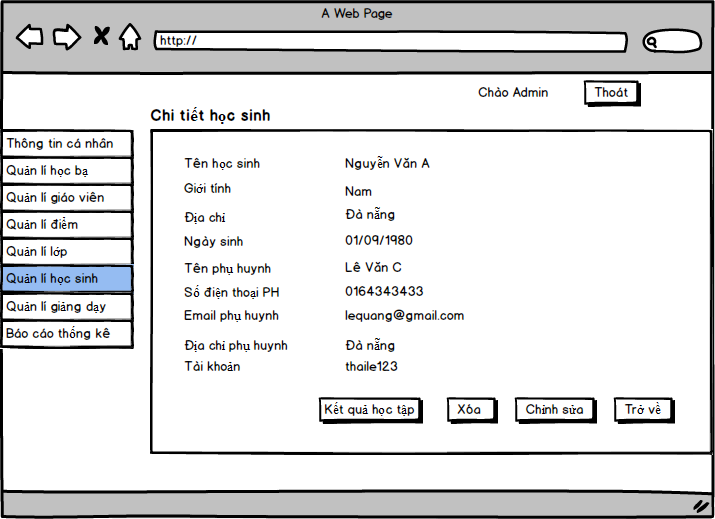 A Web Page
http://
Chào Admin
Thoát
Chi tiết học sinh
Thông tin cá nhân
Quản lí học bạ
Quản lí giáo viên
Quản lí điểm
Quản lí lớp
Quản lí học sinh
Quản lí giảng dạy
Báo cáo thống kê
Tên học sinh Nguyễn Văn A
Giới tính Nam
Địa chỉ Đà nẵng
Ngày sinh 01/09/1980
Tên phụ huynh Lê Văn C
Số điện thoại PH 0164343433
Email phụ huynh lequang@gmail.com
Địa chỉ phụ huynh Đà nẵng
Tài khoản thaile123
Kết quả học tập Xóa Chỉnh sửa Trở về